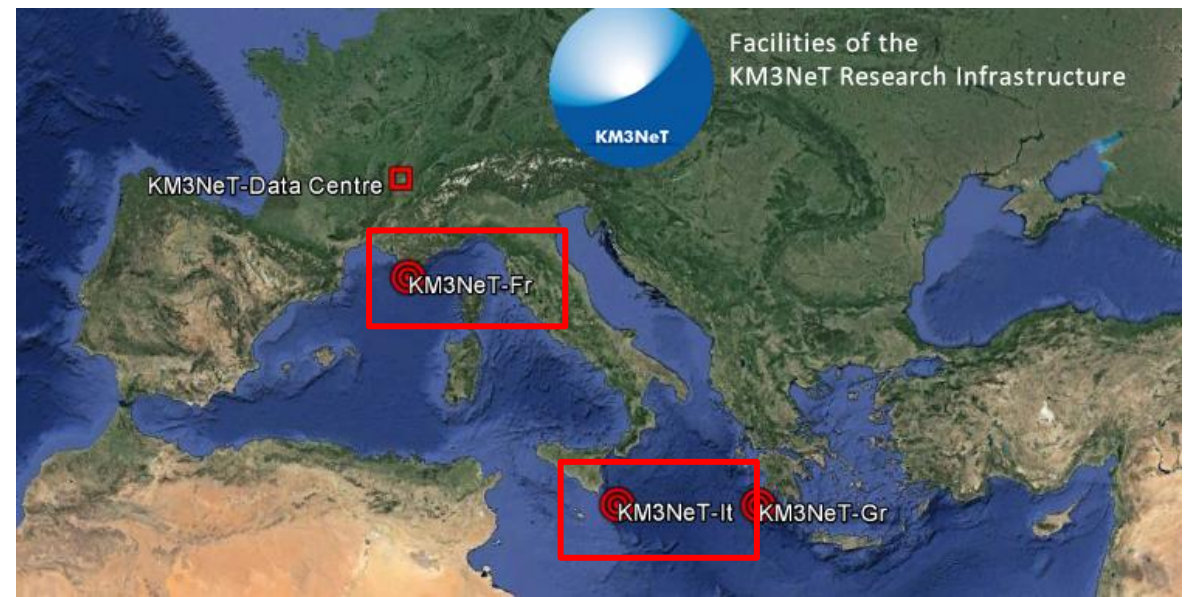 Facilities of the
KM3NeT Research Infrastructure
KM3NeT
KM3NeT-Data Centre
KM3NeT-Fr
KM3NeT-It
KM3NeT-Gr